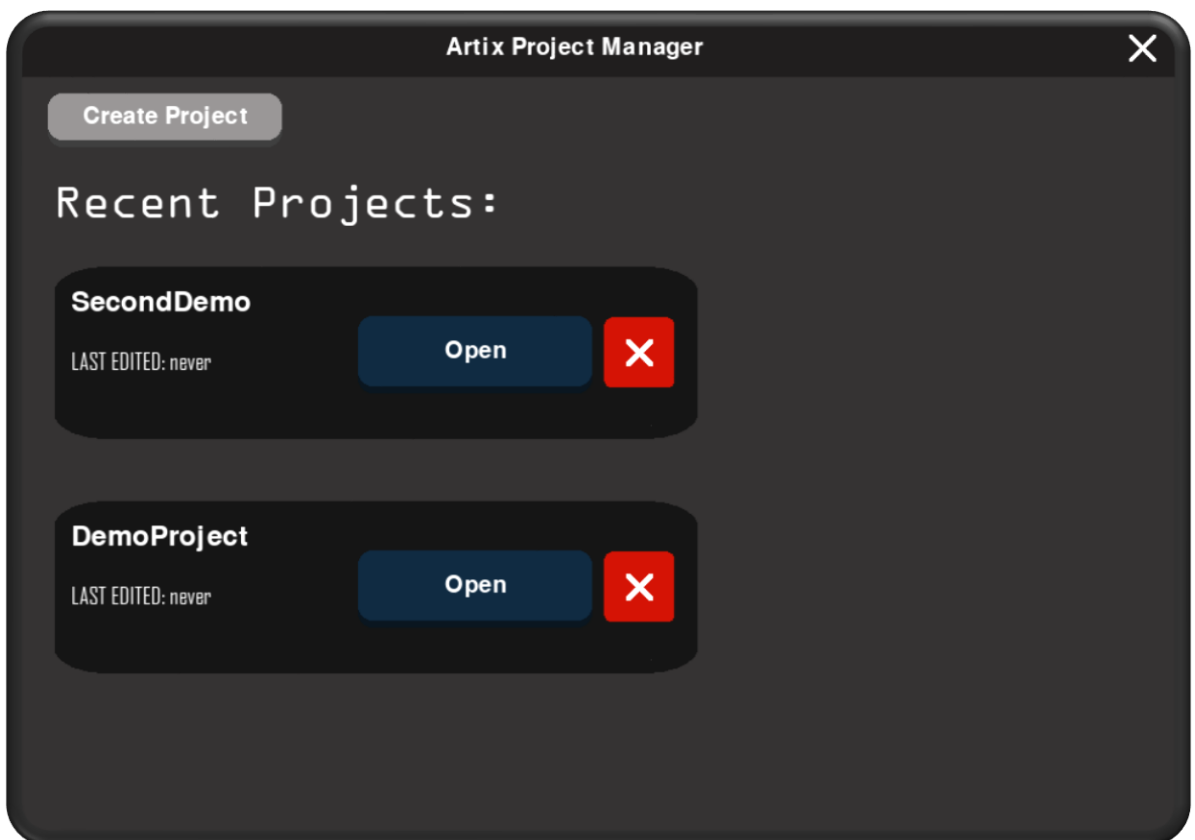 Artix Project Manager
Create Project
Recent Projects:
SecondDemo
LAST EDITED: never
Open
DemoProject
LAST EDITED: never
Open